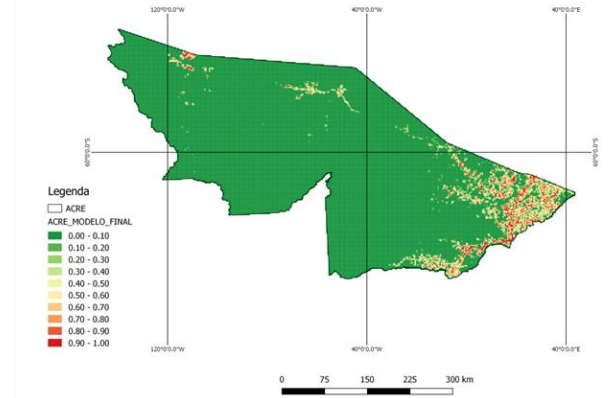 120°0.0.0"W 40°0.0.0"W 40°0.0.0"E
60°0.0.0"S 60°0.0.0"S
Legenda
ACRE
ACRE_MODELO_FINAL
0.00 - 0.10
0.10 - 0.20
0.20 - 0.30
0.30 - 0.40
0.40 - 0.50
0.50 - 0.60
0.60 - 0.70
0.70 - 0.80
0.80 - 0.90
0.90 - 1.00
120°0.0.0"W 40°0.0.0"W 40°0.0.0"E
0 75 150 225 300 km